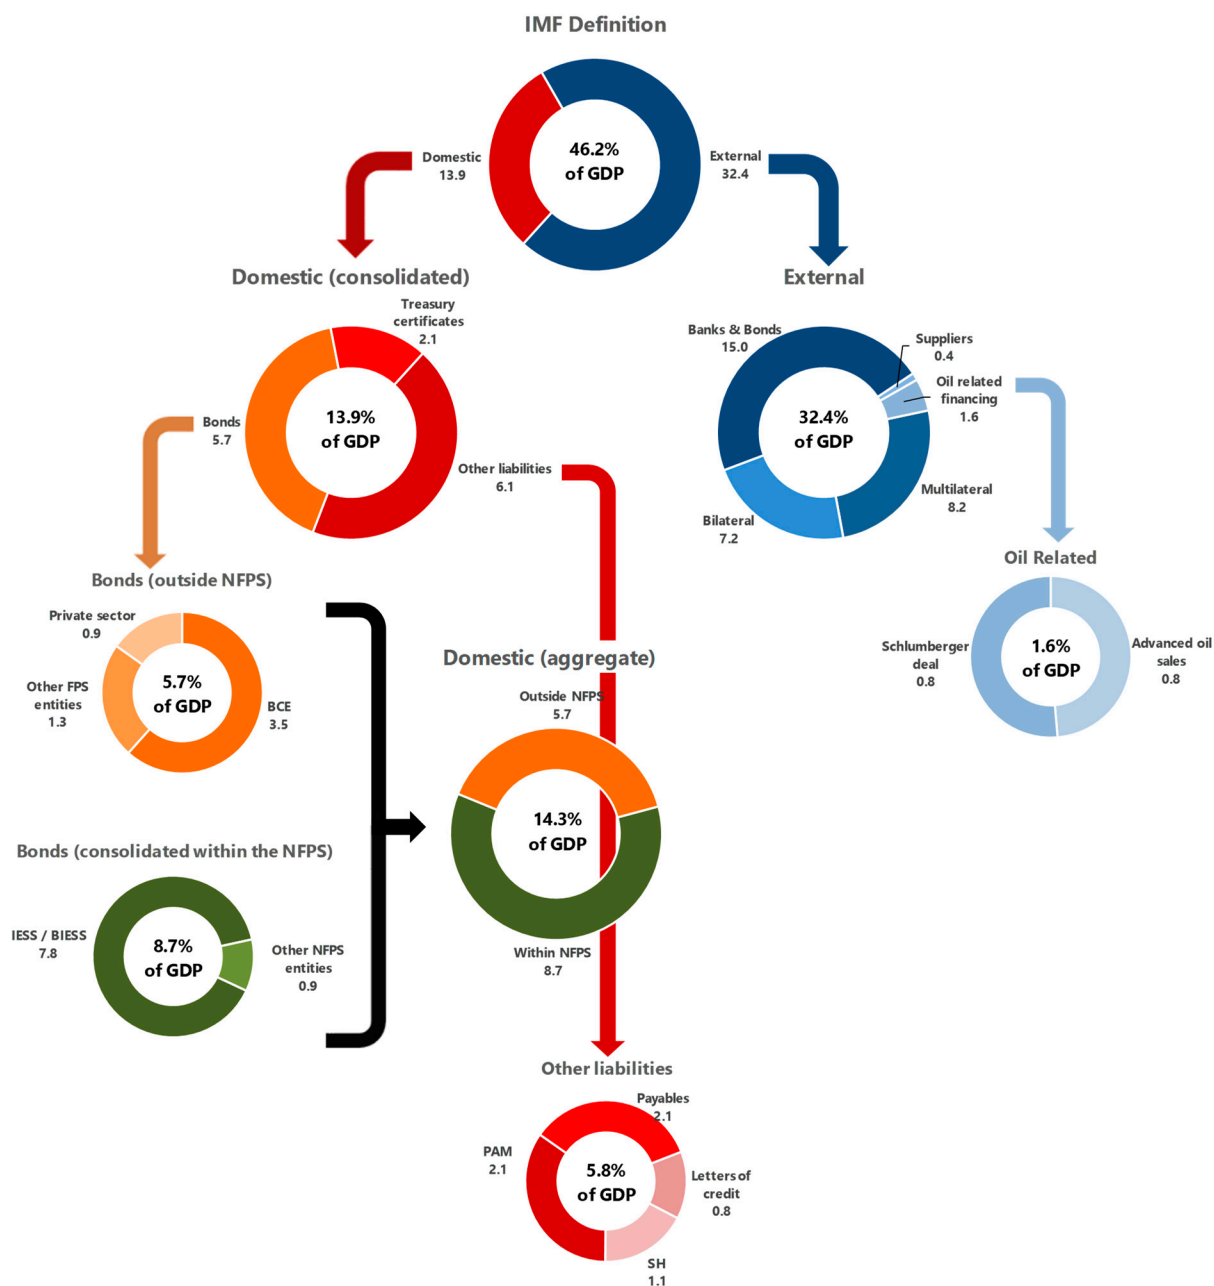 IMF Definition
46.2%
of GDP
Domestic
13.9
External
32.4
Domestic (consolidated)
Treasury
certificates
2.1
13.9%
of GDP
Bonds
5.7
Other liabilities
6.1
External
Banks & Bonds
15.0
Suppliers
0.4
Oil related
financing
1.6
32.4%
of GDP
Multilateral
8.2
Bilateral
7.2
Oil Related
Schlumberger
deal
0.8
1.6%
of GDP
Advanced oil
sales
0.8
Bonds (outside NFPS)
Private sector
0.9
Other FPS
entities
1.3
5.7%
of GDP
BCE
3.5
Domestic (aggregate)
Outside NFPS
5.7
14.3%
of GDP
Within NFPS
8.7
Bonds (consolidated within the NFPS)
IESS / BIESS
7.8
8.7%
of GDP
Other NFPS
entities
0.9
Other liabilities
Payables
2.1
PAM
2.1
5.8%
of GDP
Letters of
credit
0.8
SH
1.1